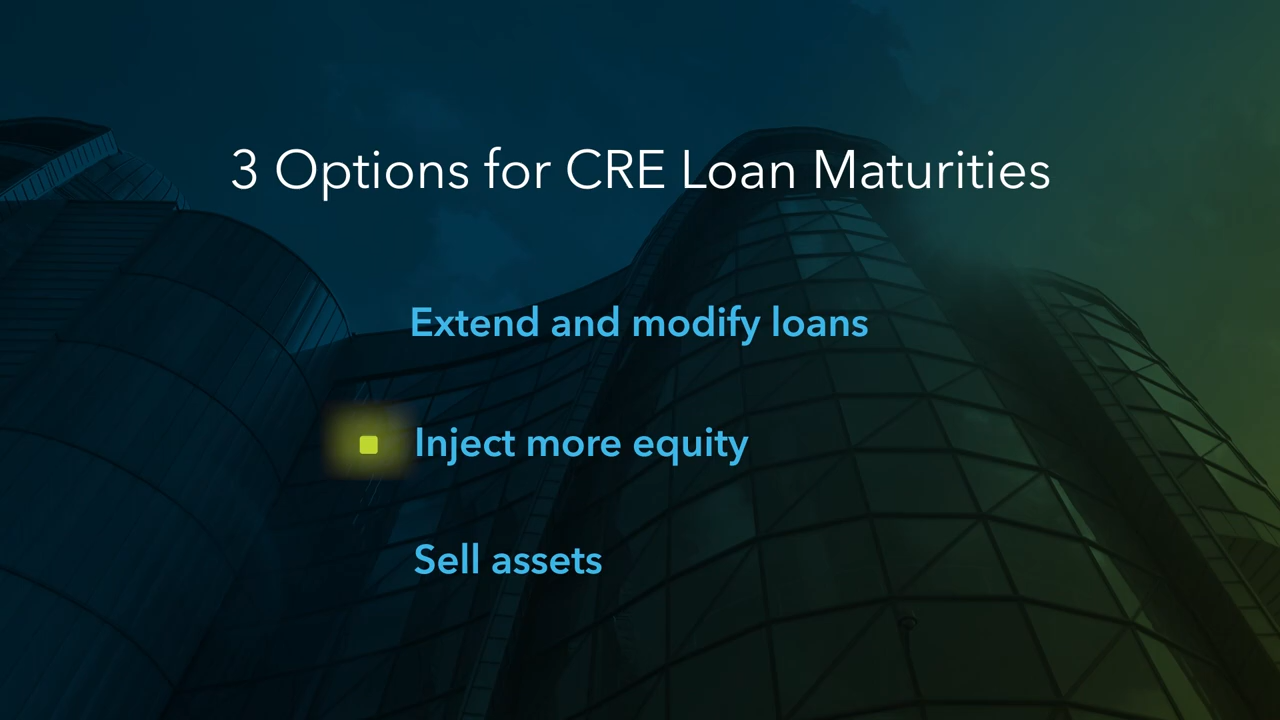 3 Options for CRE Loan Maturities
Extend and modify loans
Inject more equity
Sell assets